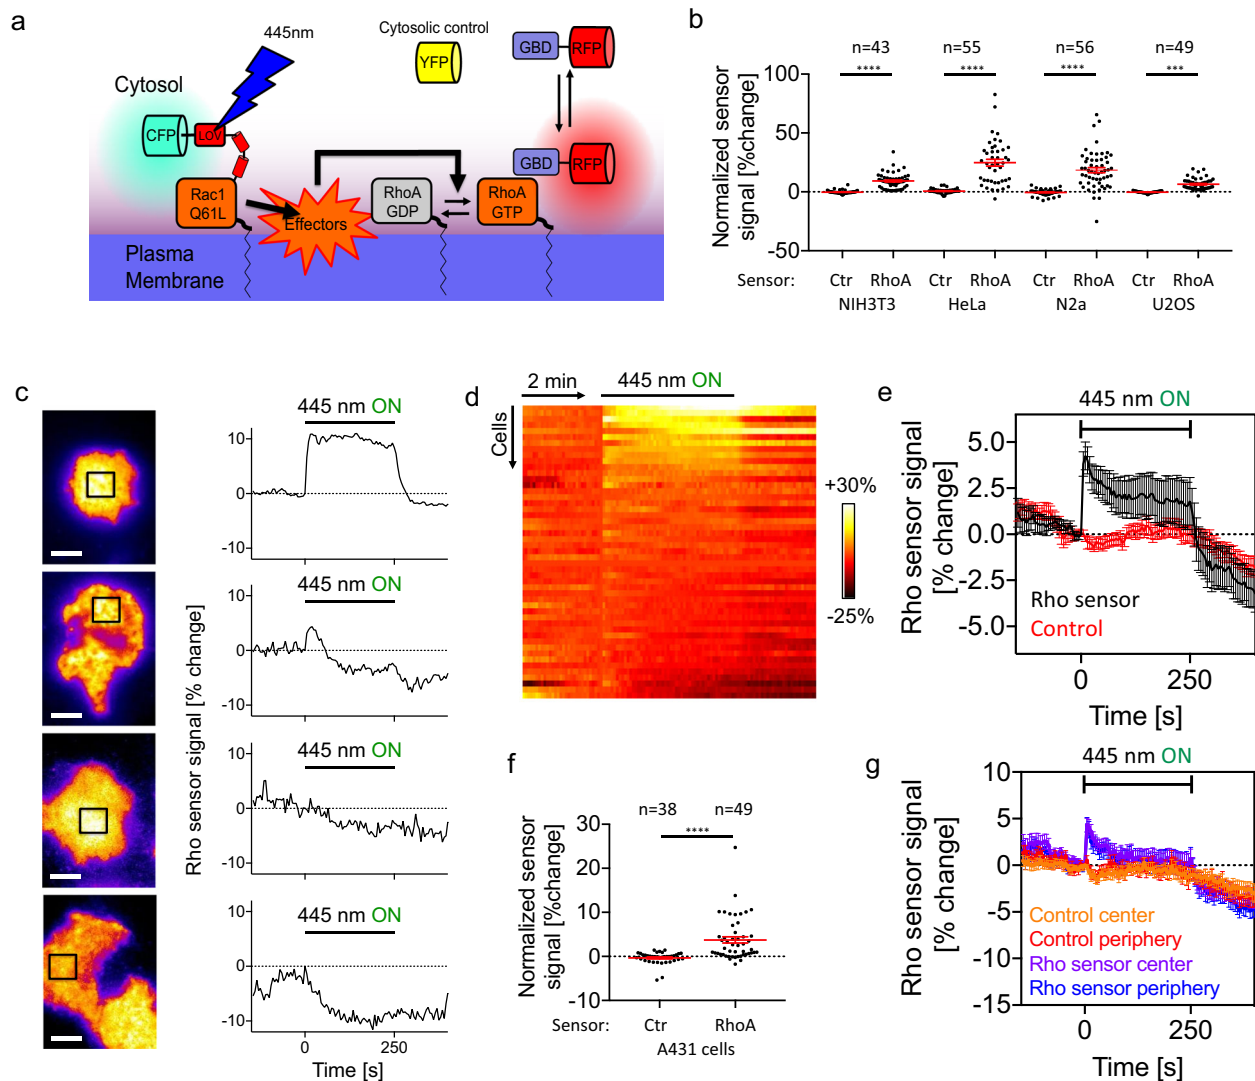 a
445nm
Cytosolic control
YFP
GBD
RFP
Cytosol
CFP
LOV
GBD
RFP
Rac1
Q61L
Effectors
RhoA
GDP
RhoA
GTP
Plasma
Membrane
b
n=43 n=55 n=56 n=49
**** **** **** ***
Normalized sensor
signal [%change]
100
50
0
-50
Sensor: Ctr RhoA Ctr RhoA Ctr RhoA Ctr RhoA
NIH3T3 HeLa N2a U2OS
c
Rho sensor signal [% change]
445 nm ON
10
0
-10
445 nm ON
10
0
-10
445 nm ON
10
0
-10
445 nm ON
10
0
-10
0 250
Time [s]
d
2 min 445 nm ON
Cells
+30%
-25%
e
445 nm ON
Rho sensor signal
[% change]
5.0
2.5
0.0
-2.5
-5.0
Rho sensor
Control
0 250
Time [s]
f
n=38 n=49
****
Normalized sensor
signal [%change]
30
20
10
0
-10
Sensor: Ctr RhoA
A431 cells
g
445 nm ON
Rho sensor signal
[% change]
10
5
0
-5
-10
-15
Control center
Control periphery
Rho sensor center
Rho sensor periphery
0 250
Time [s]